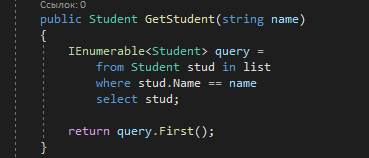 Ссылок: 0
public Student GetStudent(string name)
{
IEnumerable<Student> query =
from Student stud in list
where stud.Name == name
select stud;
return query.First();
}